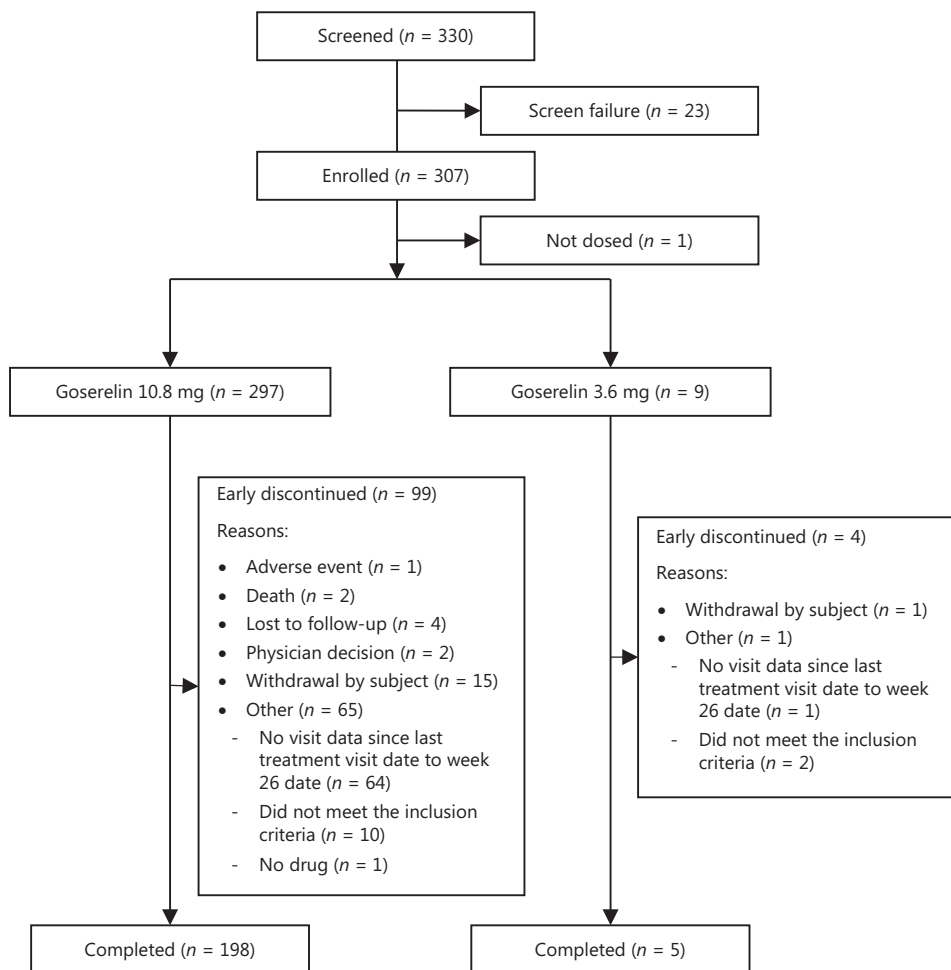 Screened (n = 330)
Screen failure (n = 23)
Enrolled (n = 307)
Not dosed (n = 1)
Goserelin 10.8 mg (n = 297)
Goserelin 3.6 mg (n = 9)
Early discontinued (n = 99)
Reasons:
• Adverse event (n = 1)
• Death (n = 2)
• Lost to follow-up (n = 4)
• Physician decision (n = 2)
• Withdrawal by subject (n = 15)
• Other (n = 65)
- No visit data since last
treatment visit date to week
26 date (n = 64)
- Did not meet the inclusion
criteria (n = 10)
- No drug (n = 1)
Early discontinued (n = 4)
Reasons:
• Withdrawal by subject (n = 1)
• Other (n = 1)
- No visit data since last
treatment visit date to week
26 date (n = 1)
- Did not meet the inclusion
criteria (n = 2)
Completed (n = 198)
Completed (n = 5)